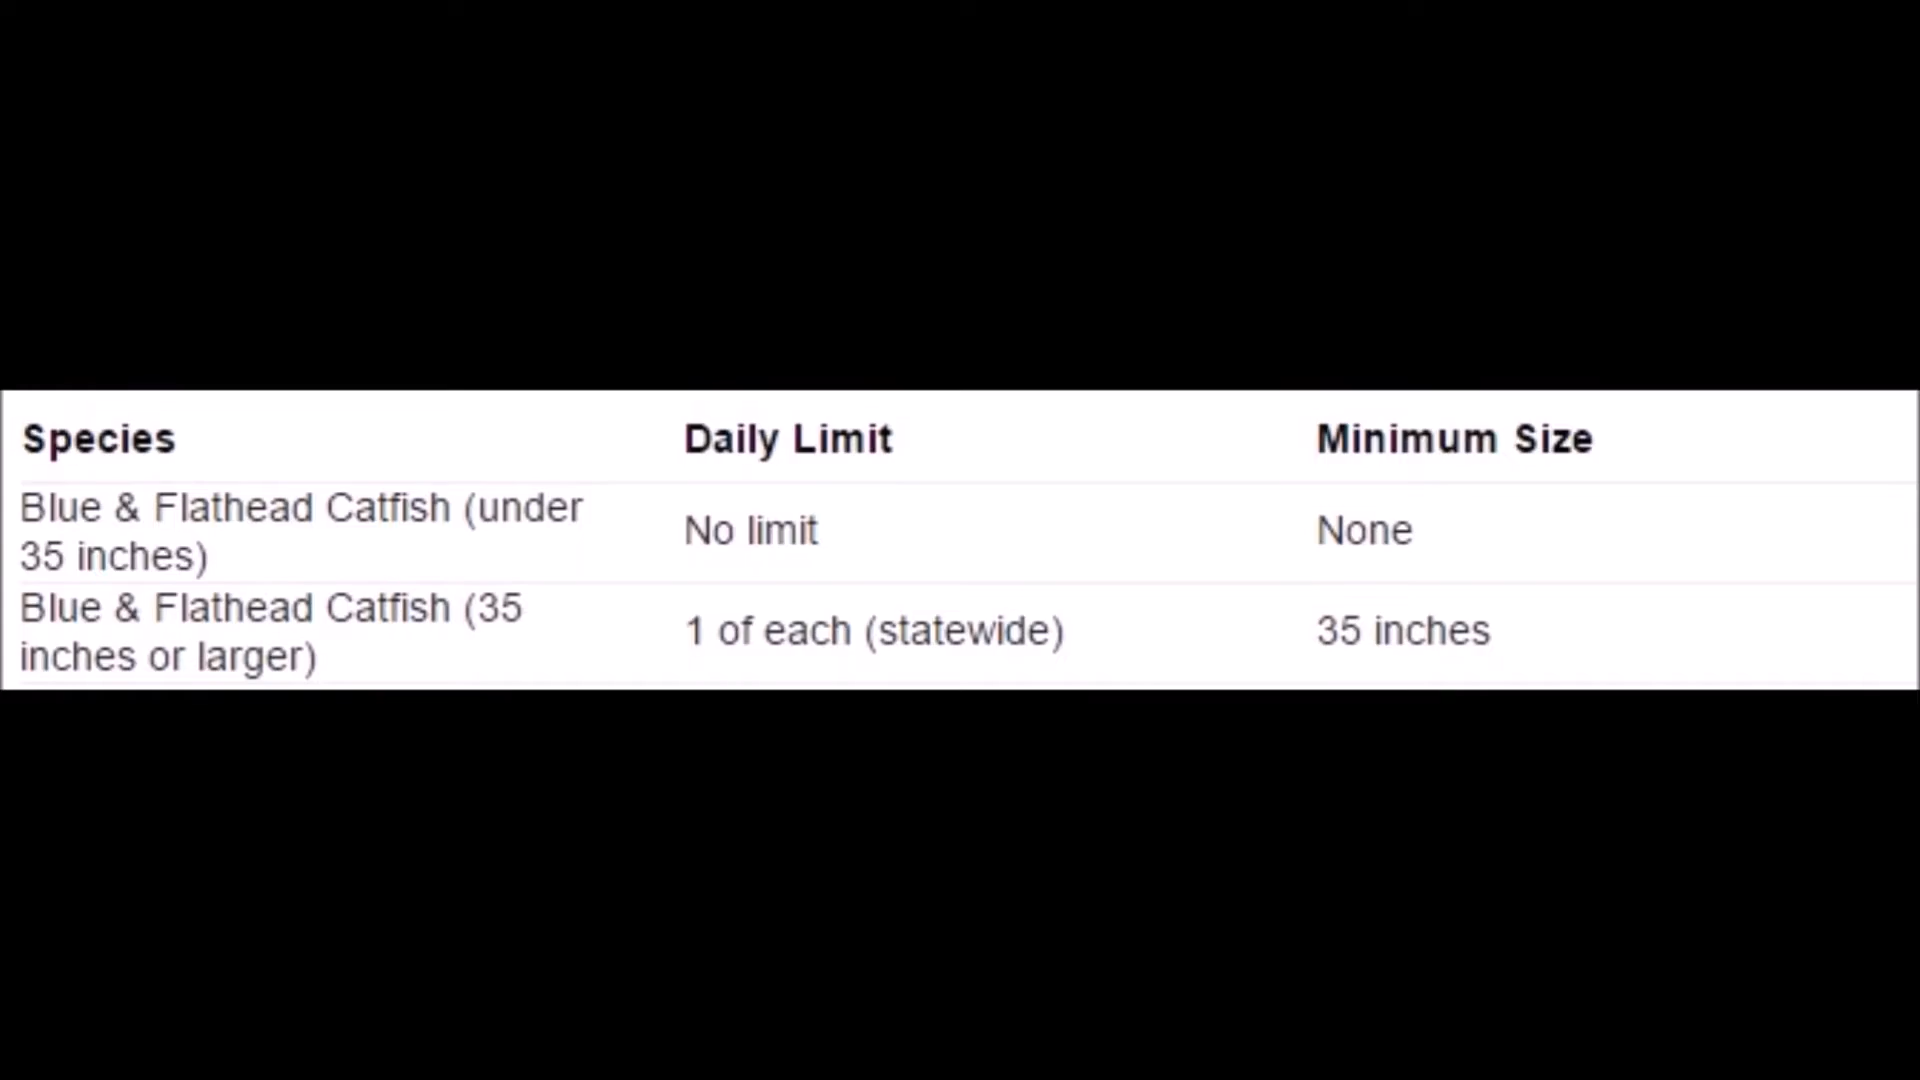 Species Daily Limit Minimum Size
Blue & Flathead Catfish (under
35 inches) No limit None
Blue & Flathead Catfish (35
inches or larger) 1 of each (statewide) 35 inches